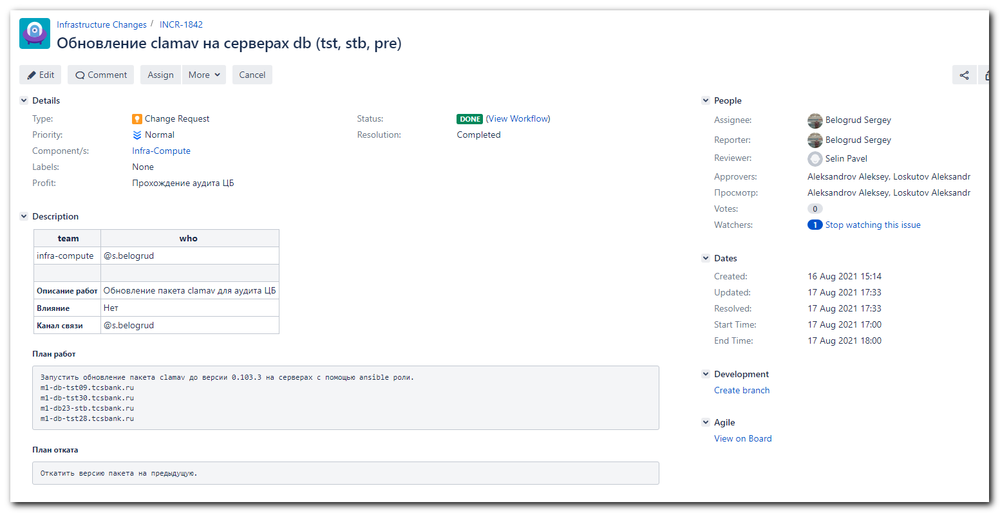 Infrastructure Changes / INCR-1842
Обновление clamav на серверах db (tst, stb, pre)
Edit Comment Assign More Cancel
Details
Type: Change Request
Priority: Normal
Component/s: Infra-Compute
Labels: None
Profit: Прохождение аудита ЦБ
Status: DONE (View Workflow)
Resolution: Completed
Description
team who
infra-compute @s.belogrud
Описание работ Обновление пакета clamav для аудита ЦБ
Влияние Нет
Канал связи @s.belogrud
План работ
Запустить обновление пакета clamav до версии 0.103.3 на серверах с помощью ansible роли.
m1-db-tst09.tcsbank.ru
m1-db-tst30.tcsbank.ru
m1-db23-stb.tcsbank.ru
m1-db-tst28.tcsbank.ru
План отката
Откатить версию пакета на предыдущую.
People
Assignee: Belogrud Sergey
Reporter: Belogrud Sergey
Reviewer: Selin Pavel
Approvers: Aleksandrov Aleksey, Loskutov Aleksandr
Просмотр: Aleksandrov Aleksey, Loskutov Aleksandr
Votes: 0
Watchers: 1 Stop watching this issue
Dates
Created: 16 Aug 2021 15:14
Updated: 17 Aug 2021 17:33
Resolved: 17 Aug 2021 17:33
Start Time: 17 Aug 2021 17:00
End Time: 17 Aug 2021 18:00
Development
Create branch
Agile
View on Board